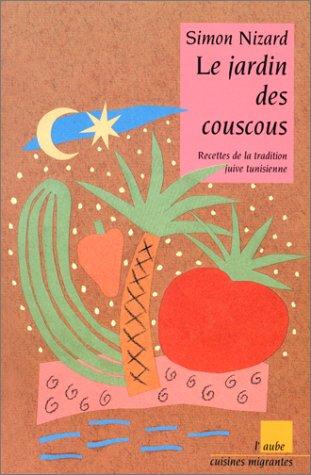 Simon Nizard
Le jardin
des
couscous
Recettes de la tradition
juive tunisienne
l'aube
cuisines migrantes